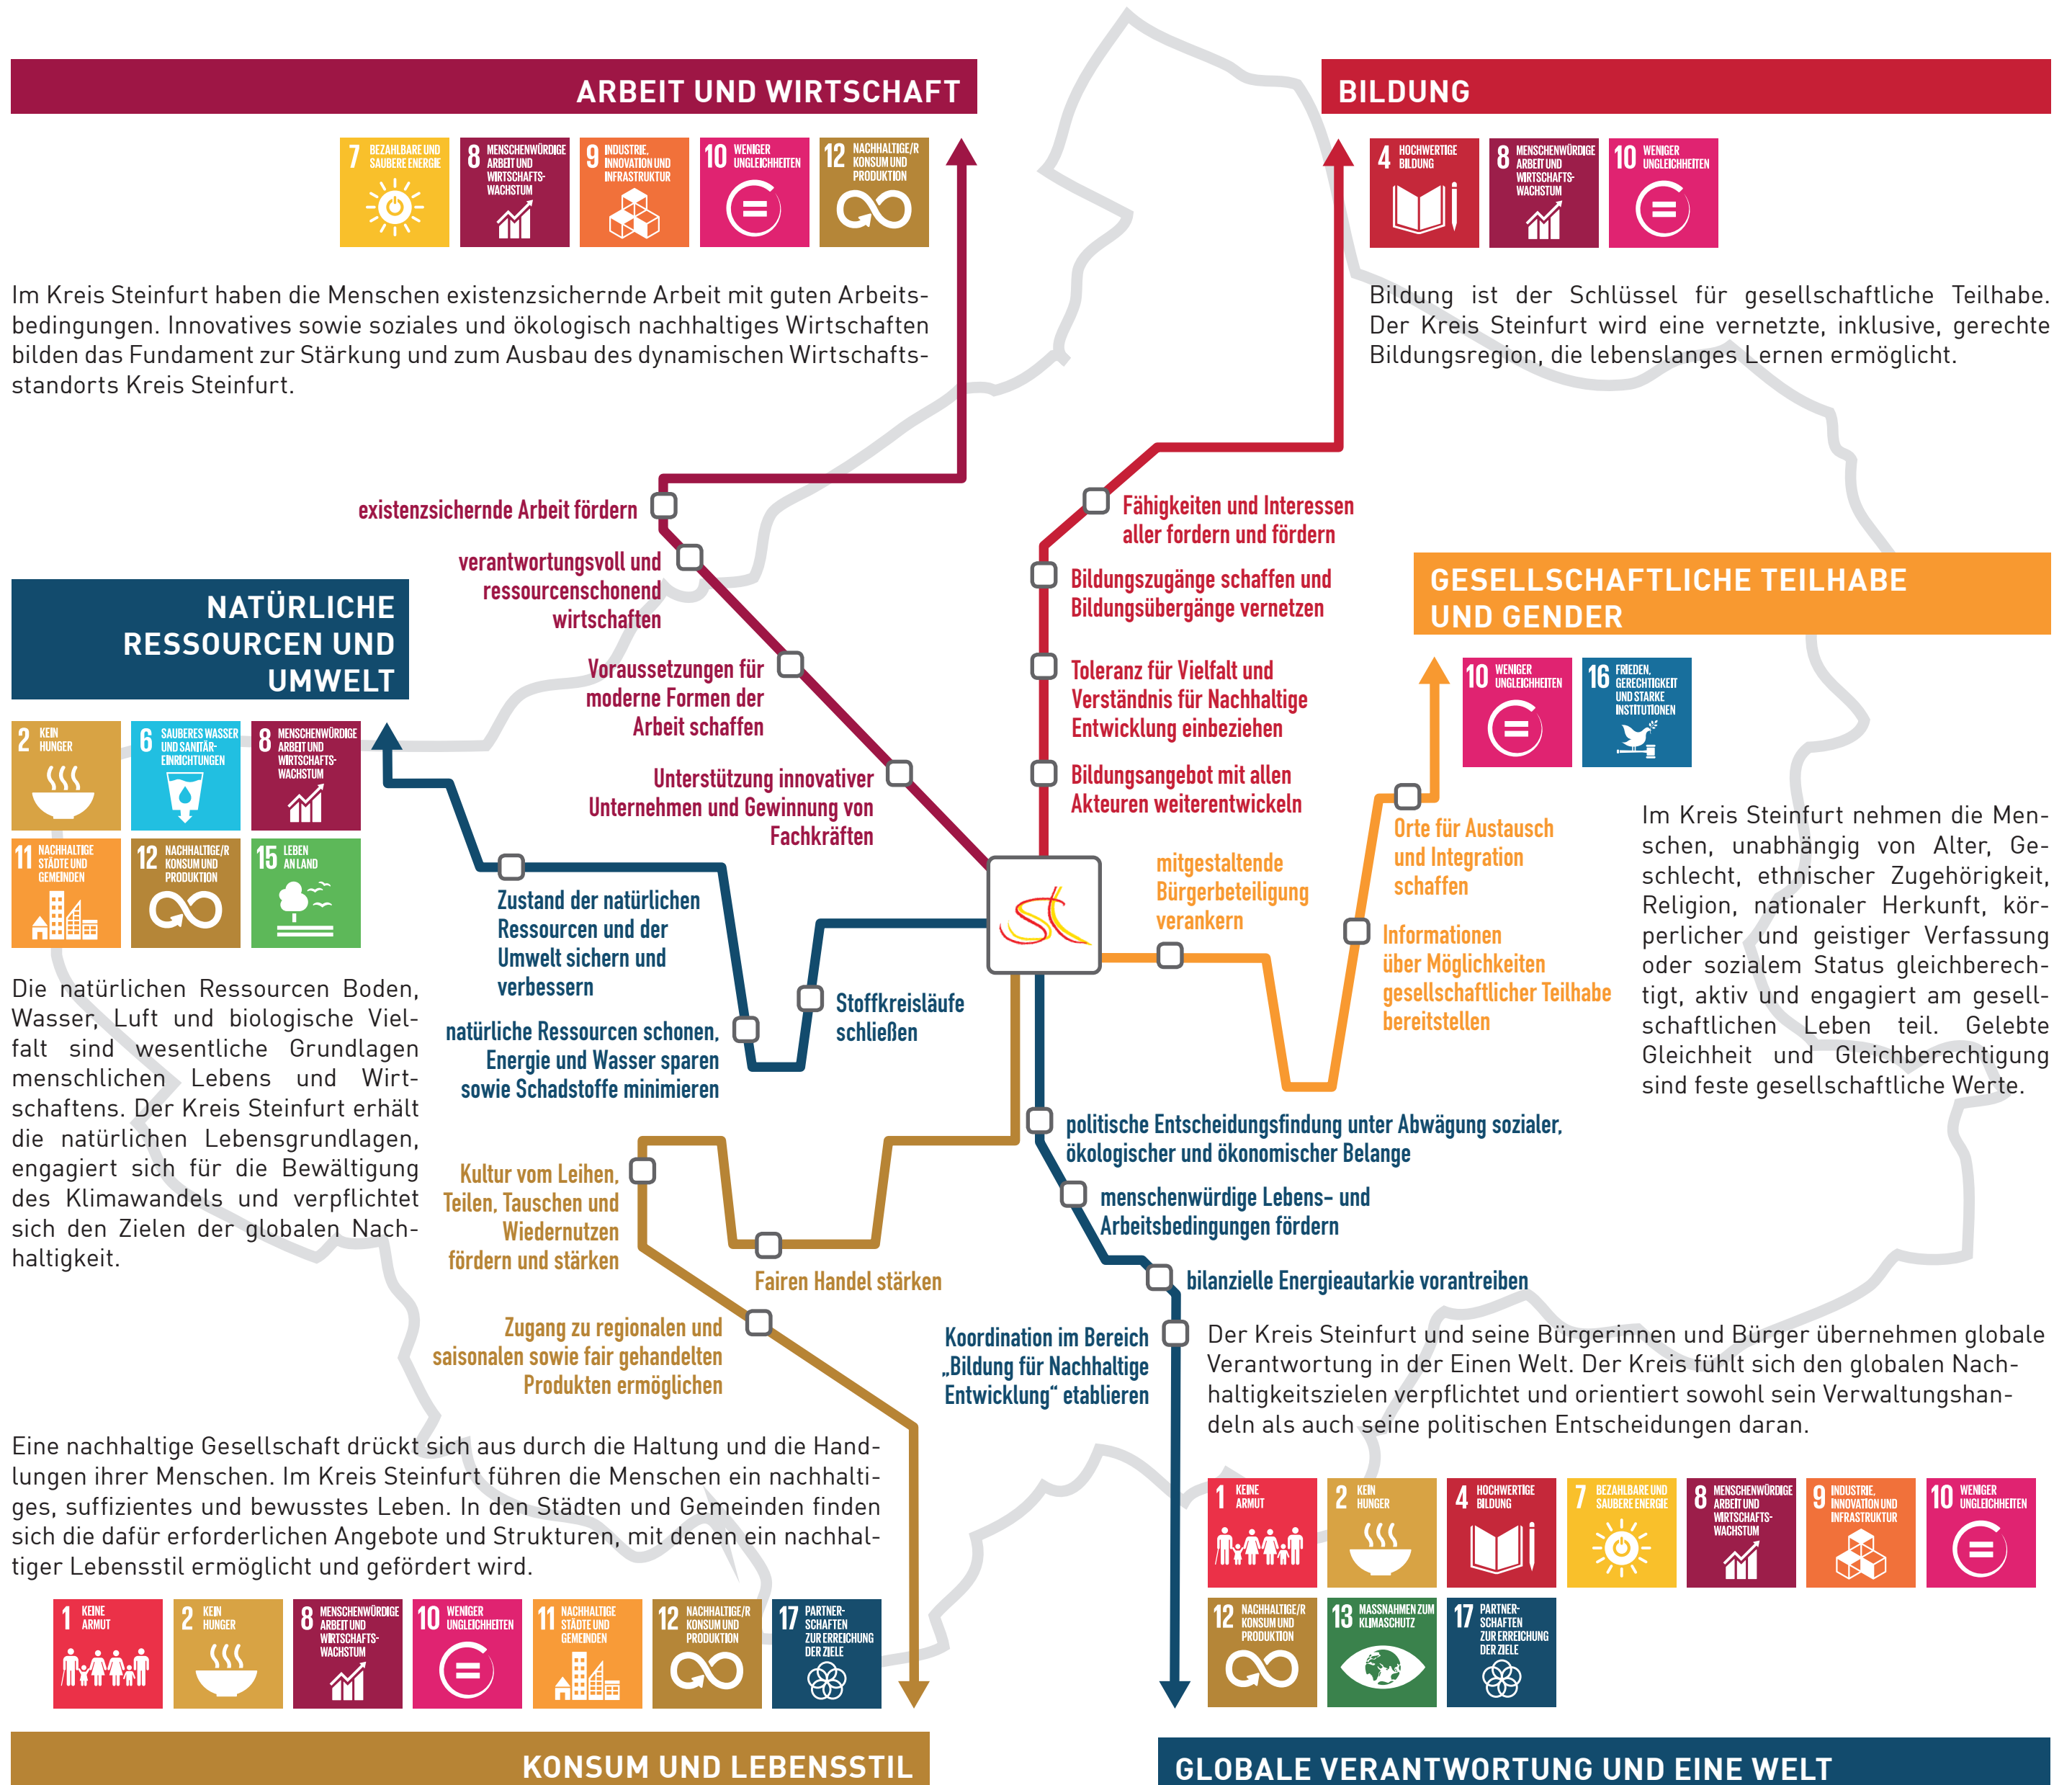 ARBEIT UND WIRTSCHAFT
7 BEZAHLBARE UND
SAUBERE ENERGIE
8 MENSCHENWÜRDIGE
ARBEIT UND
WIRTSCHAFTS-
WACHSTUM
9 INDUSTRIE,
INNOVATION UND
INFRASTRUKTUR
10 WENIGER
UNGLEICHHEITEN
12 NACHHALTIGE/R
KONSUM UND
PRODUKTION
Im Kreis Steinfurt haben die Menschen existenzsichernde Arbeit mit guten Arbeits-
bedingungen. Innovatives sowie soziales und ökologisch nachhaltiges Wirtschaften
bilden das Fundament zur Stärkung und zum Ausbau des dynamischen Wirtschafts-
standorts Kreis Steinfurt.
BILDUNG
4 HOCHWERTIGE
BILDUNG
8 MENSCHENWÜRDIGE
ARBEIT UND
WIRTSCHAFTS-
WACHSTUM
10 WENIGER
UNGLEICHHEITEN
Bildung ist der Schlüssel für gesellschaftliche Teilhabe.
Der Kreis Steinfurt wird eine vernetzte, inklusive, gerechte
Bildungsregion, die lebenslanges Lernen ermöglicht.
existenzsichernde Arbeit fördern
verantwortungsvoll und
ressourcenschonend
wirtschaften
Voraussetzungen für
moderne Formen der
Arbeit schaffen
Unterstützung innovativer
Unternehmen und Gewinnung von
Fachkräften
Fähigkeiten und Interessen
aller fordern und fördern
Bildungszugänge schaffen und
Bildungsübergänge vernetzen
Toleranz für Vielfalt und
Verständnis für Nachhaltige
Entwicklung einbeziehen
Bildungsangebot mit allen
Akteuren weiterentwickeln
NATÜRLICHE
RESSOURCEN UND
UMWELT
2 KEIN
HUNGER
6 SAUBERES WASSER
UND SANITÄR-
EINRICHTUNGEN
8 MENSCHENWÜRDIGE
ARBEIT UND
WIRTSCHAFTS-
WACHSTUM
11 NACHHALTIGE
STÄDTE UND
GEMEINDEN
12 NACHHALTIGE/R
KONSUM UND
PRODUKTION
15 LEBEN
AN LAND
Die natürlichen Ressourcen Boden,
Wasser, Luft und biologische Viel-
falt sind wesentliche Grundlagen
menschlichen Lebens und Wirt-
schaftens. Der Kreis Steinfurt erhält
die natürlichen Lebensgrundlagen,
engagiert sich für die Bewältigung
des Klimawandels und verpflichtet
sich den Zielen der globalen Nach-
haltigkeit.
Zustand der natürlichen
Ressourcen und der
Umwelt sichern und
verbessern
natürliche Ressourcen schonen,
Energie und Wasser sparen
sowie Schadstoffe minimieren
Stoffkreisläufe
schließen
GESELLSCHAFTLICHE TEILHABE
UND GENDER
10 WENIGER
UNGLEICHHEITEN
16 FRIEDEN,
GERECHTIGKEIT
UND STARKE
INSTITUTIONEN
mitgestaltende
Bürgerbeteiligung
verankern
Orte für Austausch
und Integration
schaffen
Informationen
über Möglichkeiten
gesellschaftlicher Teilhabe
bereitstellen
Im Kreis Steinfurt nehmen die Men-
schen, unabhängig von Alter, Ge-
schlecht, ethnischer Zugehörigkeit,
Religion, nationaler Herkunft, kör-
perlicher und geistiger Verfassung
oder sozialem Status gleichberech-
tigt, aktiv und engagiert am gesell-
schaftlichen Leben teil. Gelebte
Gleichheit und Gleichberechtigung
sind feste gesellschaftliche Werte.
Kultur vom Leihen,
Teilen, Tauschen und
Wiedernutzen
fördern und stärken
Fairen Handel stärken
Zugang zu regionalen und
saisonalen sowie fair gehandelten
Produkten ermöglichen
politische Entscheidungsfindung unter Abwägung sozialer,
ökologischer und ökonomischer Belange
menschenwürdige Lebens- und
Arbeitsbedingungen fördern
bilanzielle Energieautarkie vorantreiben
Koordination im Bereich
„Bildung für Nachhaltige
Entwicklung“ etablieren
Der Kreis Steinfurt und seine Bürgerinnen und Bürger übernehmen globale
Verantwortung in der Einen Welt. Der Kreis fühlt sich den globalen Nach-
haltigkeitszielen verpflichtet und orientiert sowohl sein Verwaltungshan-
deln als auch seine politischen Entscheidungen daran.
Eine nachhaltige Gesellschaft drückt sich aus durch die Haltung und die Hand-
lungen ihrer Menschen. Im Kreis Steinfurt führen die Menschen ein nachhalti-
ges, suffizientes und bewusstes Leben. In den Städten und Gemeinden finden
sich die dafür erforderlichen Angebote und Strukturen, mit denen ein nachhal-
tiger Lebensstil ermöglicht und gefördert wird.
1 KEINE
ARMUT
2 KEIN
HUNGER
8 MENSCHENWÜRDIGE
ARBEIT UND
WIRTSCHAFTS-
WACHSTUM
10 WENIGER
UNGLEICHHEITEN
11 NACHHALTIGE
STÄDTE UND
GEMEINDEN
12 NACHHALTIGE/R
KONSUM UND
PRODUKTION
17 PARTNER-
SCHAFTEN
ZUR ERREICHUNG
DER ZIELE
KONSUM UND LEBENSSTIL
1 KEINE
ARMUT
2 KEIN
HUNGER
4 HOCHWERTIGE
BILDUNG
7 BEZAHLBARE UND
SAUBERE ENERGIE
8 MENSCHENWÜRDIGE
ARBEIT UND
WIRTSCHAFTS-
WACHSTUM
9 INDUSTRIE,
INNOVATION UND
INFRASTRUKTUR
10 WENIGER
UNGLEICHHEITEN
12 NACHHALTIGE/R
KONSUM UND
PRODUKTION
13 MASSNAHMEN ZUM
KLIMASCHUTZ
17 PARTNER-
SCHAFTEN
ZUR ERREICHUNG
DER ZIELE
GLOBALE VERANTWORTUNG UND EINE WELT